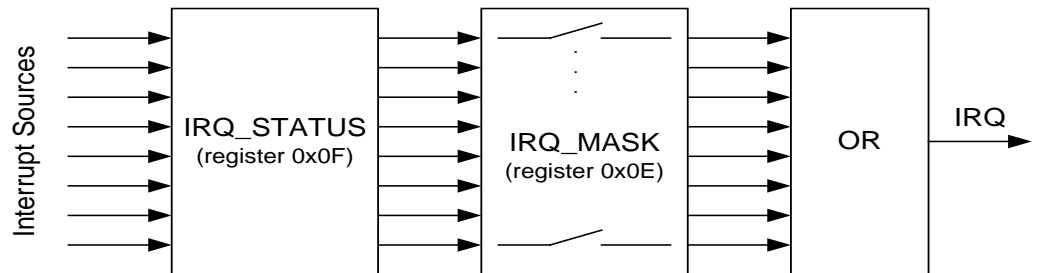 Interrupt Sources
IRQ_STATUS
(register 0x0F)
IRQ_MASK
(register 0x0E)
OR
IRQ